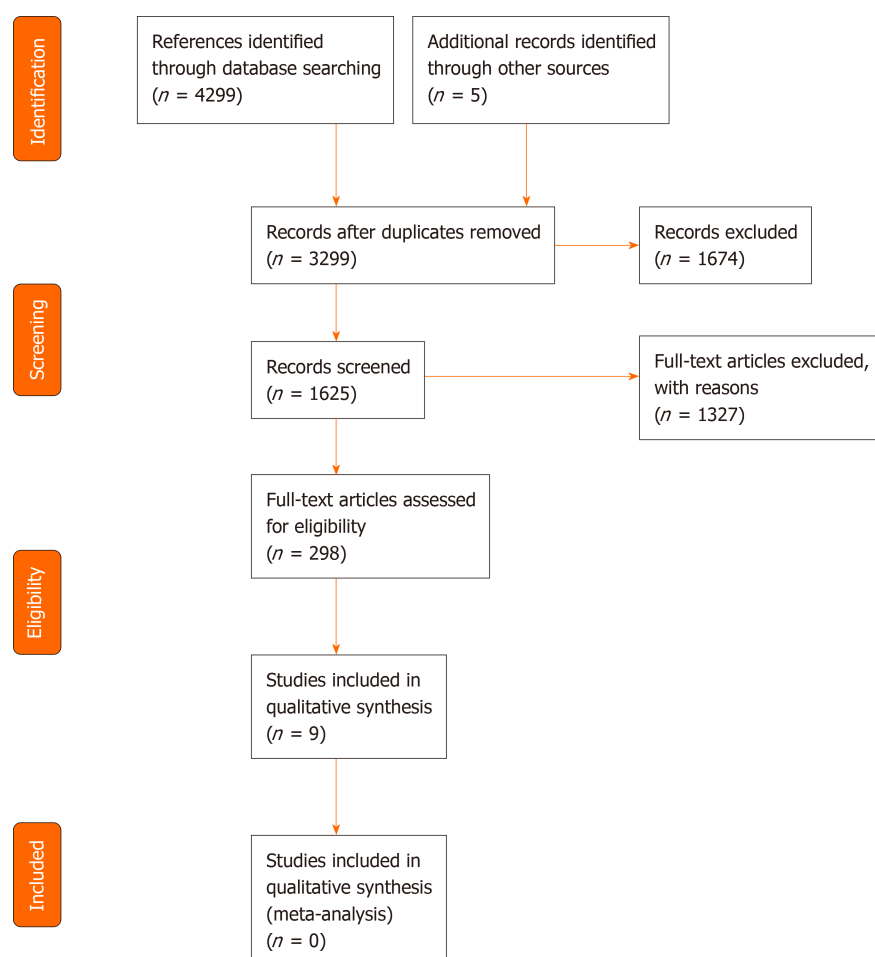 Identification
References identified
through database searching
(n = 4299)
Additional records identified
through other sources
(n = 5)
Records after duplicates removed
(n = 3299)
Records excluded
(n = 1674)
Screening
Records screened
(n = 1625)
Full-text articles excluded,
with reasons
(n = 1327)
Full-text articles assessed
for eligibility
(n = 298)
Eligibility
Studies included in
qualitative synthesis
(n = 9)
Included
Studies included in
qualitative synthesis
(meta-analysis)
(n = 0)